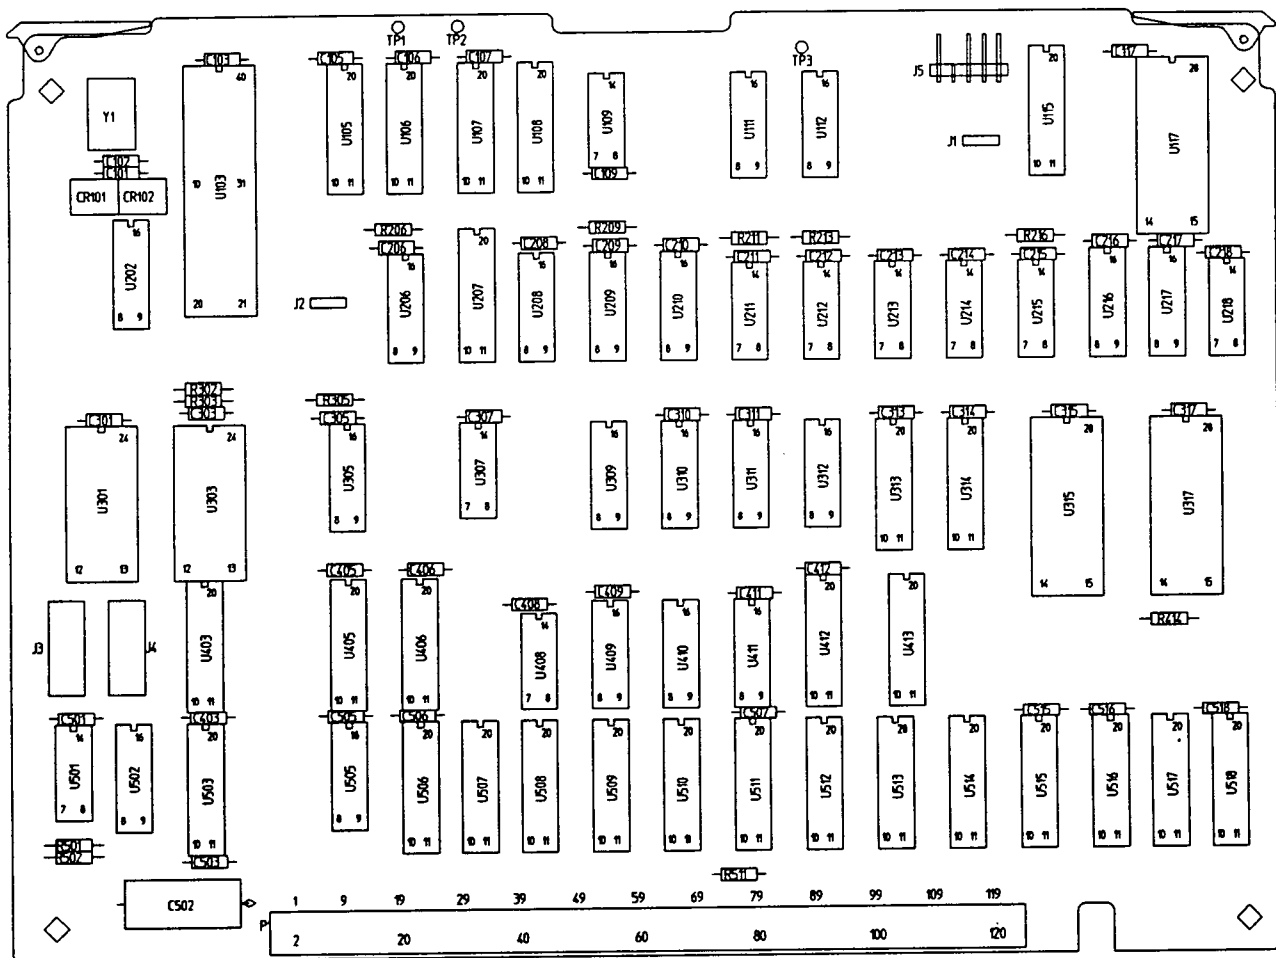 TP1 TP2
TP3
C103 C105 C106 C107 C117
40 20 20 20 20 14 16 16 J5 20 28
Y1 U105 U106 U107 U108 U109 U111 U112 U115 U117
J1
C102
C101 7 8
CR101 CR102 10 U103 31 10 11 10 11 10 11 10 11 C109 8 9 8 9 10 11
14 15
R206 R209 R211 R213 R216
16 C206 20 C208 C209 C210 C211 C212 C213 C214 C215 C216 C217 C218
16 16 16 16 14 14 14 14 14 16 16 14
U202 U206 U207 U208 U209 U210 U211 U212 U213 U214 U215 U216 U217 U218
20 21 J2
8 9 8 9 10 11 8 9 8 9 8 9 7 8 7 8 7 8 7 8 7 8 8 9 8 9 7 8
R302
R303 R305
C301 C303 C305 C307 C310 C311 C313 C314 C315 C317
24 24 16 14 16 16 16 16 20 20 28 28
U301 U303 U305 U307 U309 U310 U311 U312 U313 U314 U315 U317
8 9 7 8 8 9 8 9 8 9 8 9 10 11 10 11
12 13 12 13 14 15 14 15
C405 C406 C408 C409 C411 C412
20 20 20 14 16 16 16 20 20
R414
J3 J4 U403 U405 U406 U408 U409 U410 U411 U412 U413
10 11 10 11 10 11 7 8 8 9 8 9 8 9 10 11 10 11
C501 C403 C505 C506 C507 C515 C516 C518
14 16 20 16 20 20 20 20 20 20 20 20 20 20 20 20 20
U501 U502 U503 U505 U506 U507 U508 U509 U510 U511 U512 U513 U514 U515 U516 U517 U518
7 8 8 9 10 11 8 9 10 11 10 11 10 11 10 11 10 11 10 11 10 11 10 11 10 11 10 11 10 11 10 11 10 11
R501
R502 C503
R511
C502 1 9 19 29 39 49 59 69 79 89 99 109 119
P
2 20 40 60 80 100 120